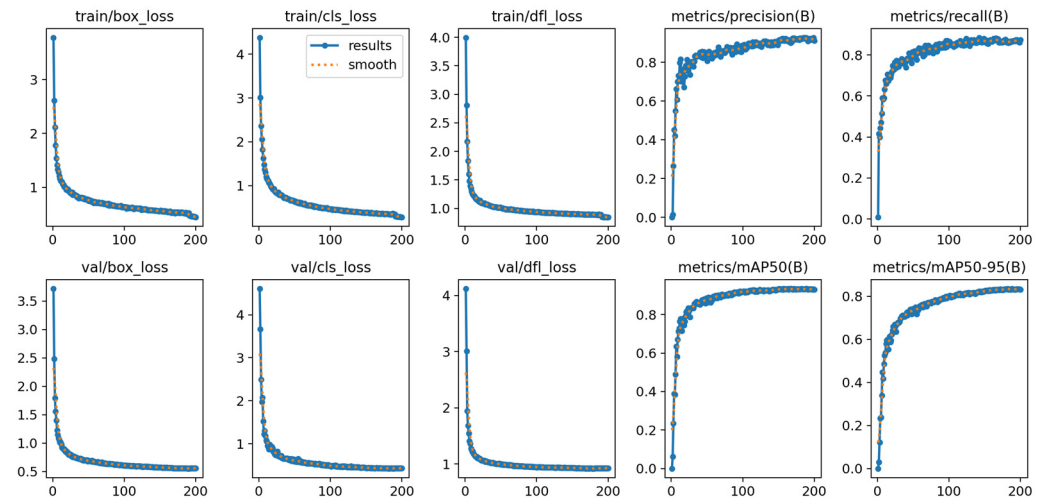 train/box_loss
train/cls_loss
train/dfl_loss
metrics/precision(B)
metrics/recall(B)
results
smooth
3
2
1
0 100 200
4
3
2
1
0 100 200
4.0
3.5
3.0
2.5
2.0
1.5
1.0
0 100 200
0.8
0.6
0.4
0.2
0.0
0 100 200
0.8
0.6
0.4
0.2
0.0
0 100 200
val/box_loss
val/cls_loss
val/dfl_loss
metrics/mAP50(B)
metrics/mAP50-95(B)
3.5
3.0
2.5
2.0
1.5
1.0
0.5
0 100 200
4
3
2
1
0 100 200
4
3
2
1
0 100 200
0.8
0.6
0.4
0.2
0.0
0 100 200
0.8
0.6
0.4
0.2
0.0
0 100 200